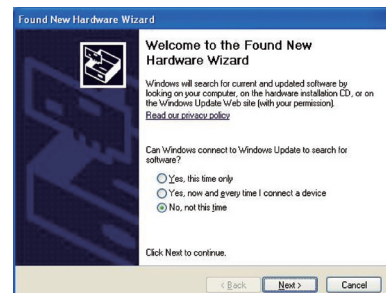 Found New Hardware Wizard
Welcome to the Found New
Hardware Wizard
Windows will search for current and updated software by
looking on your computer, on the hardware installation CD, or on
the Windows Update Web site (with your permission).
Read our privacy policy
Can Windows connect to Windows Update to search for
software?
Yes, this time only
Yes, now and every time I connect a device
No, not this time
Click Next to continue.
< Back
Next >
Cancel